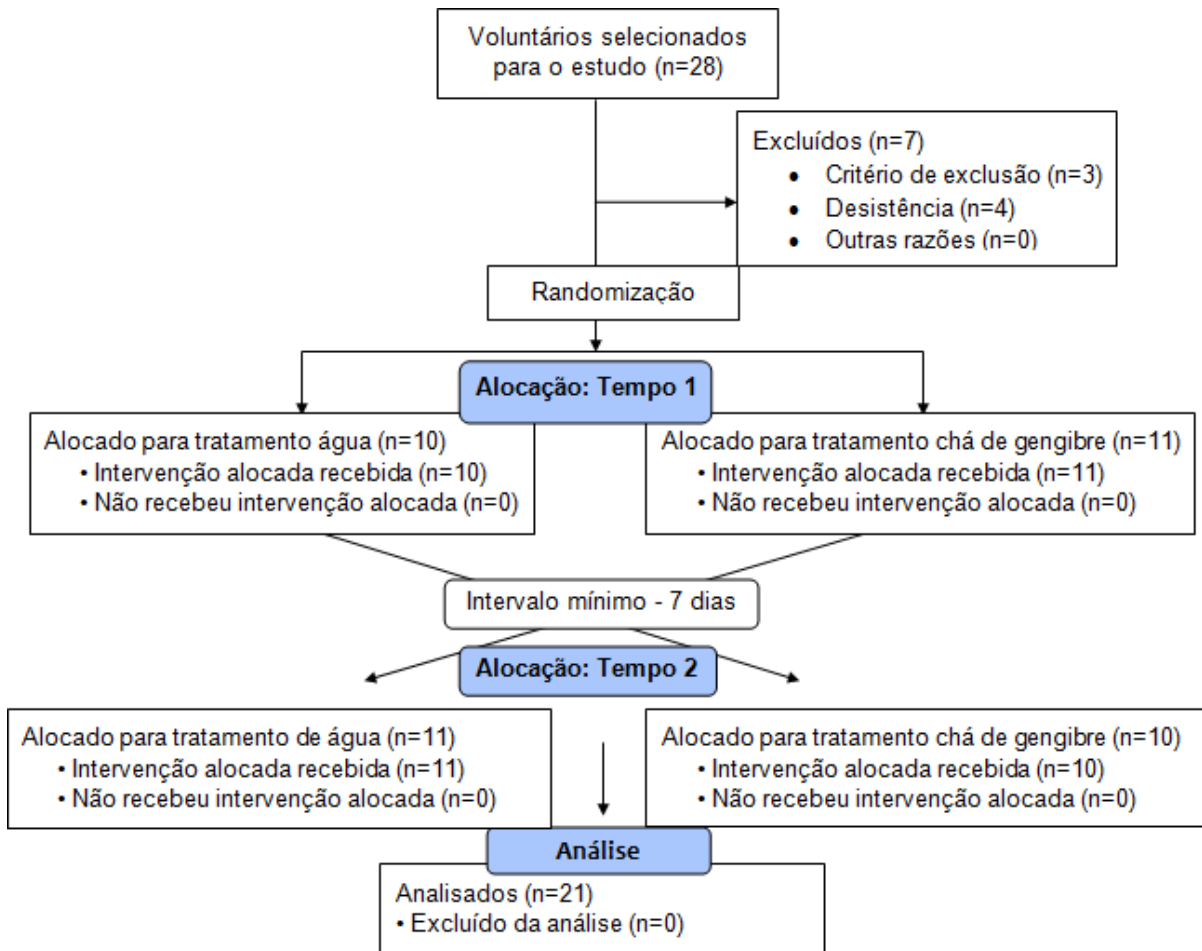 Voluntários selecionados
para o estudo (n=28)
Excluídos (n=7)
• Critério de exclusão (n=3)
• Desistência (n=4)
• Outras razões (n=0)
Randomização
Alocação: Tempo 1
Alocado para tratamento água (n=10)
• Intervenção alocada recebida (n=10)
• Não recebeu intervenção alocada (n=0)
Alocado para tratamento chá de gengibre (n=11)
• Intervenção alocada recebida (n=11)
• Não recebeu intervenção alocada (n=0)
Intervalo mínimo - 7 dias
Alocação: Tempo 2
Alocado para tratamento de água (n=11)
• Intervenção alocada recebida (n=11)
• Não recebeu intervenção alocada (n=0)
Alocado para tratamento chá de gengibre (n=10)
• Intervenção alocada recebida (n=10)
• Não recebeu intervenção alocada (n=0)
Análise
Analisados (n=21)
• Excluído da análise (n=0)